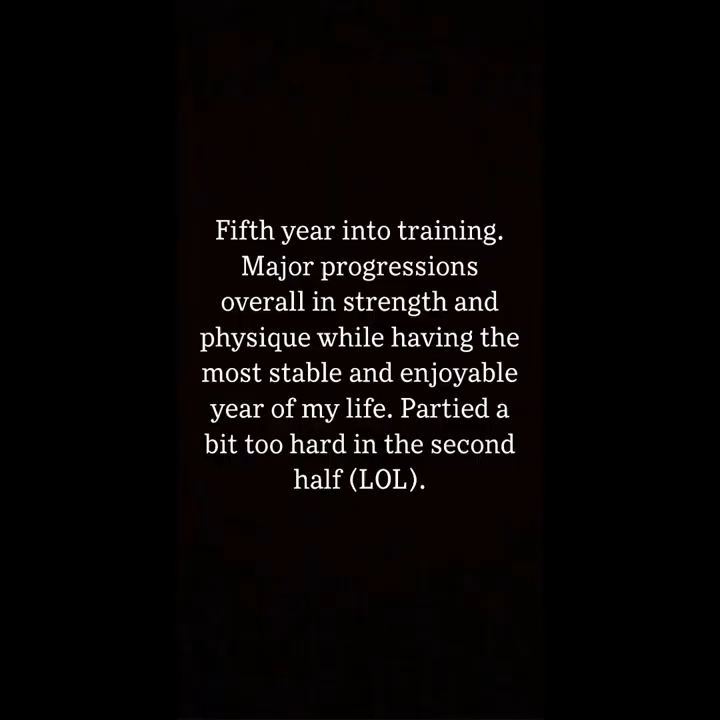 Fifth year into training.
Major progressions
overall in strength and
physique while having the
most stable and enjoyable
year of my life. Partied a
bit too hard in the second
half (LOL).